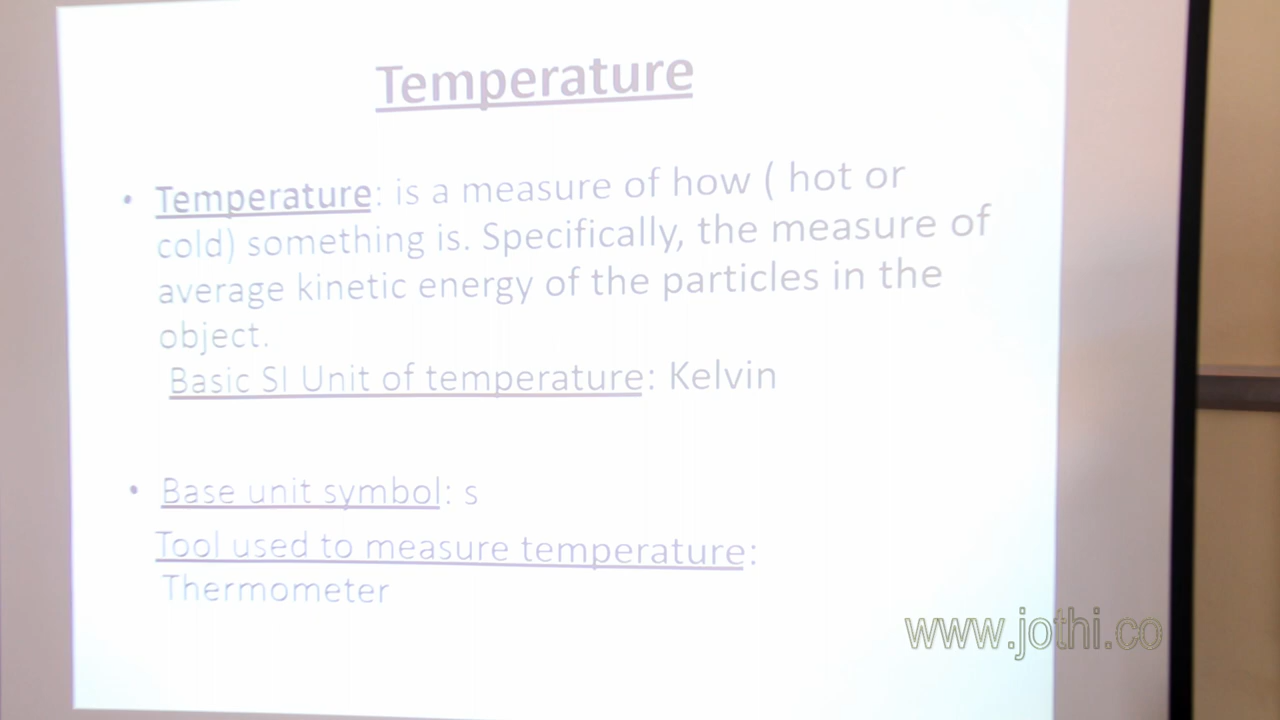 Temperature
• Temperature: is a measure of how ( hot or
cold) something is. Specifically, the measure of
average kinetic energy of the particles in the
object.
Basic SI Unit of temperature: Kelvin
• Base unit symbol: s
Tool used to measure temperature:
Thermometer
www.jothi.co